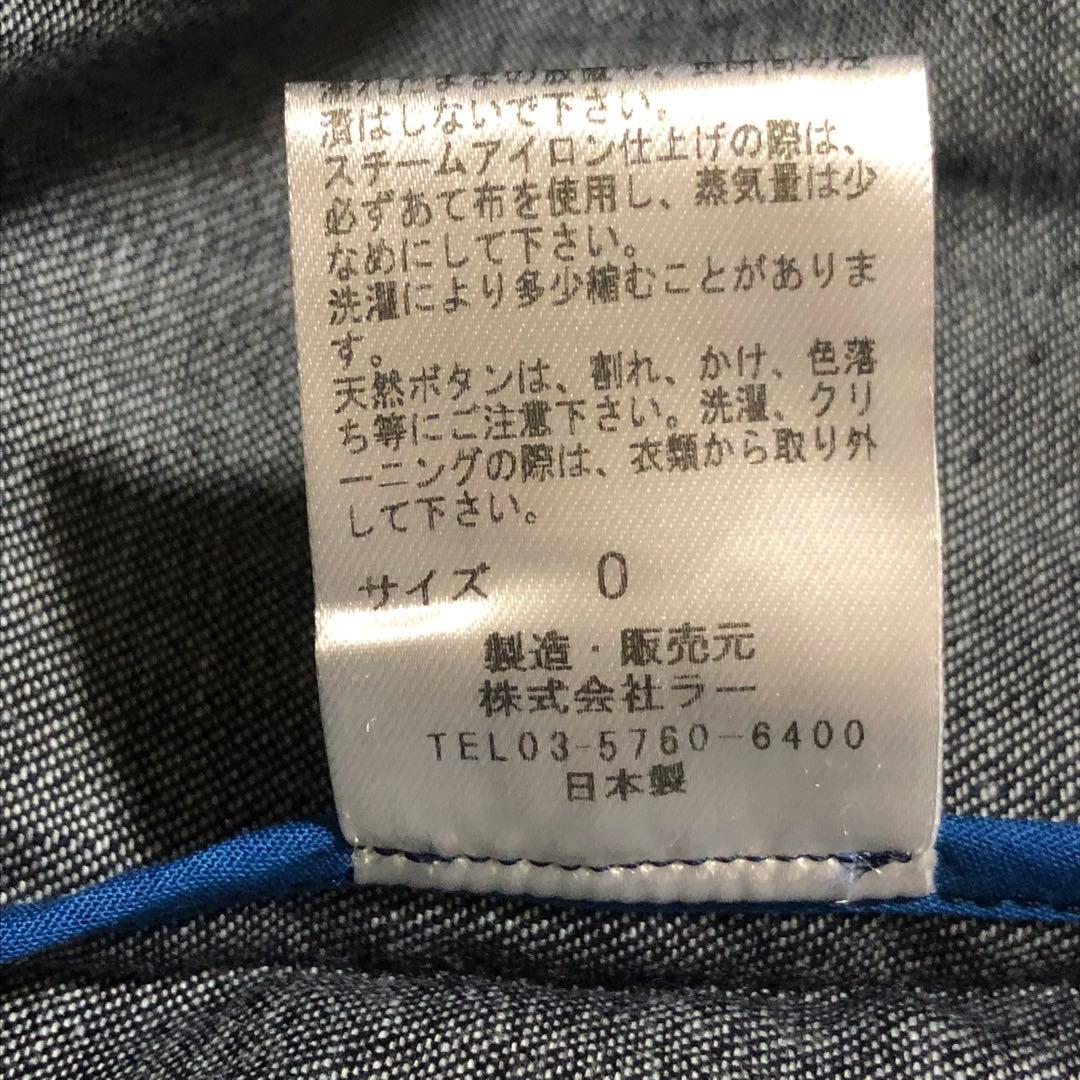 漬はしないで下さい。
スチームアイロン仕上げの際は、
必ずあて布を使用し、蒸気量は少
なめにして下さい。
洗濯により多少縮むことがありま
す。
天然ボタンは、割れ、かけ、色落
ち等にご注意下さい。洗濯、クリ
ーニングの際は、衣類から取り外
して下さい。
サイズ 0
製造・販売元
株式会社ラー
TEL03-5760-6400
日本製